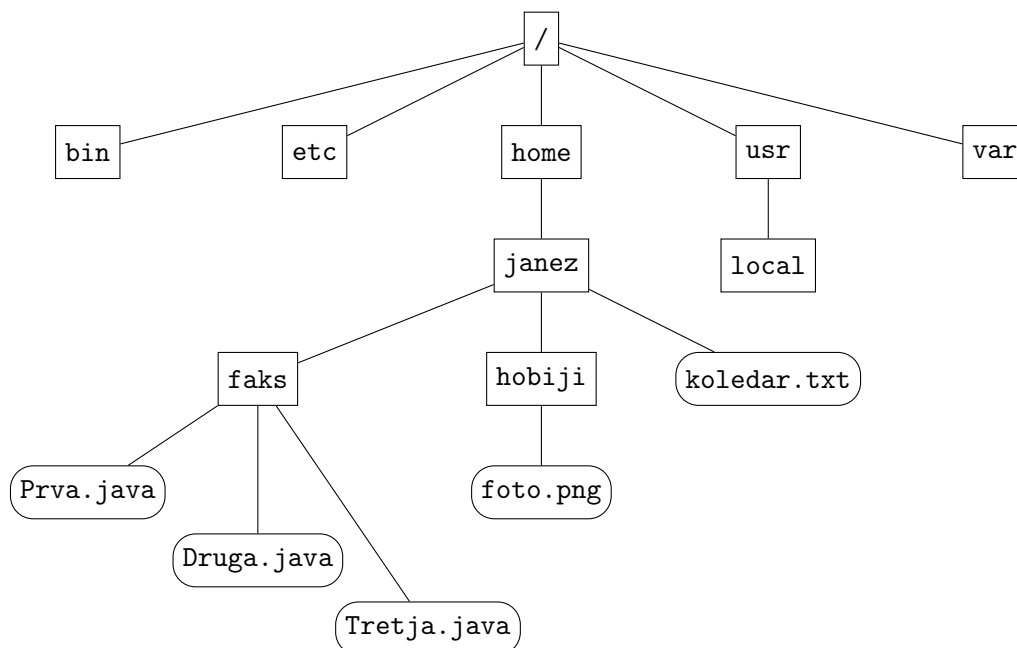 /
bin etc home usr var
janez local
faks hobiji koledar.txt
Prva.java foto.png
Druga.java
Tretja.java